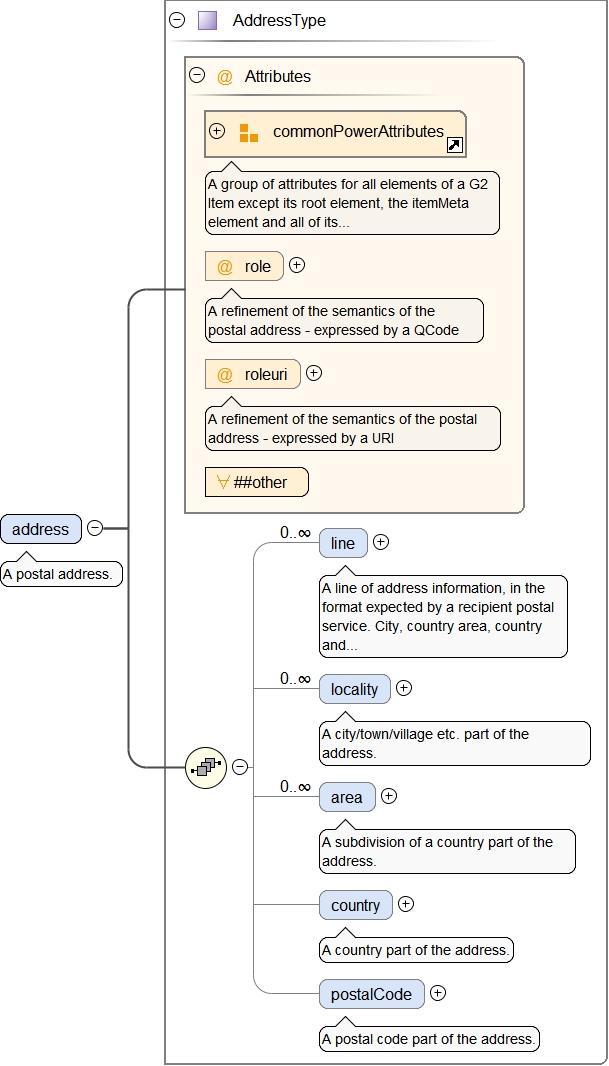 AddressType
@ Attributes
commonPowerAttributes
A group of attributes for all elements of a G2
Item except its root element, the itemMeta
element and all of its...
@ role
A refinement of the semantics of the
postal address - expressed by a QCode
@ roleuri
A refinement of the semantics of the postal
address - expressed by a URI
##other
address
A postal address.
0..∞
line
A line of address information, in the
format expected by a recipient postal
service. City, country area, country
and...
0..∞
locality
A city/town/village etc. part of the
address.
0..∞
area
A subdivision of a country part of the
address.
country
A country part of the address.
postalCode
A postal code part of the address.